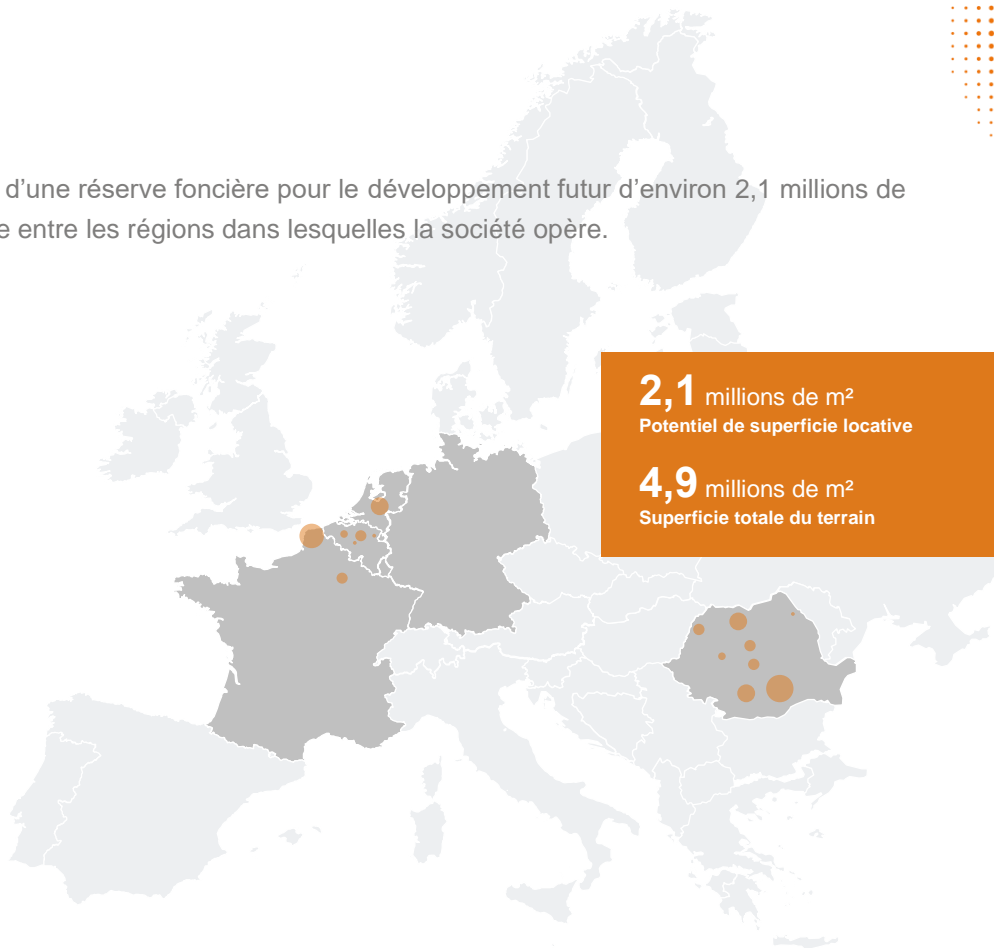 d’une réserve foncière pour le développement futur d’environ 2,1 millions de
e entre les régions dans lesquelles la société opère.
2,1 millions de m²
Potentiel de superficie locative
4,9 millions de m²
Superficie totale du terrain